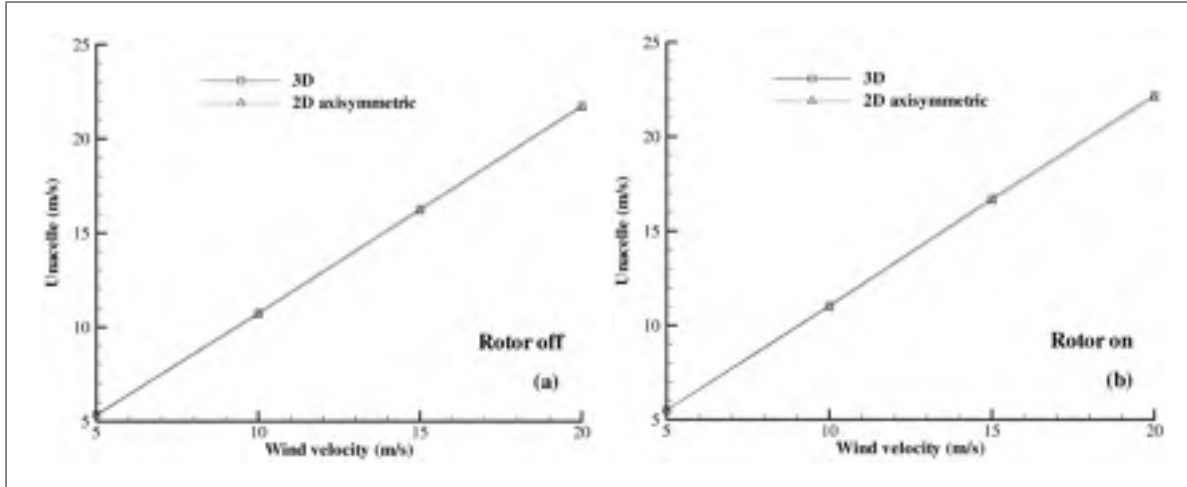 25
20
15
10
5
Unacelle (m/s)
3D
2D axisymmetric
Rotor off
(a)
5
10
15
20
Wind velocity (m/s)
25
20
15
10
5
Unacelle (m/s)
3D
2D axisymmetric
Rotor on
(b)
5
10
15
20
Wind velocity (m/s)